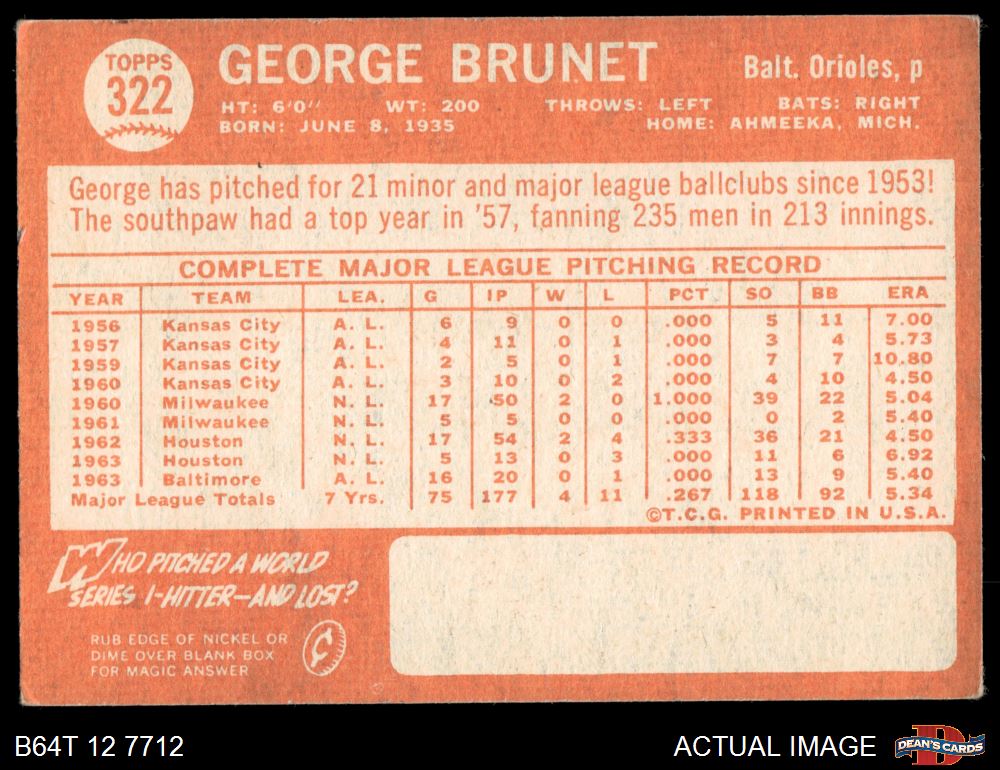 TOPPS
322
GEORGE BRUNET
Balt. Orioles, p
HT: 6'0" WT: 200 THROWS: LEFT BATS: RIGHT
BORN: JUNE 8, 1935 HOME: AHMEEKA, MICH.
George has pitched for 21 minor and major league ballclubs since 1953!
The southpaw had a top year in '57, fanning 235 men in 213 innings.
COMPLETE MAJOR LEAGUE PITCHING RECORD
YEAR TEAM LEA. G IP W L PCT SO BB ERA
1956 Kansas City A. L. 6 9 0 0 .000 5 11 7.00
1957 Kansas City A. L. 4 11 0 1 .000 3 4 5.73
1959 Kansas City A. L. 2 5 0 1 .000 7 7 10.80
1960 Kansas City A. L. 3 10 0 2 .000 4 10 4.50
1960 Milwaukee N. L. 17 50 2 0 1.000 39 22 5.04
1961 Milwaukee N. L. 5 5 0 0 .000 0 2 5.40
1962 Houston N. L. 17 54 2 4 .333 36 21 4.50
1963 Houston N. L. 5 13 0 3 .000 11 6 6.92
1963 Baltimore A. L. 16 20 0 1 .000 13 9 5.40
Major League Totals 7 Yrs. 75 177 4 11 .267 118 92 5.34
©T.C.G. PRINTED IN U.S.A.
WHO PITCHED A WORLD
SERIES 1-HITTER—AND LOST?
RUB EDGE OF NICKEL OR
DIME OVER BLANK BOX
FOR MAGIC ANSWER
¢
B64T 12 7712
ACTUAL IMAGE
D
DEAN'S CARDS